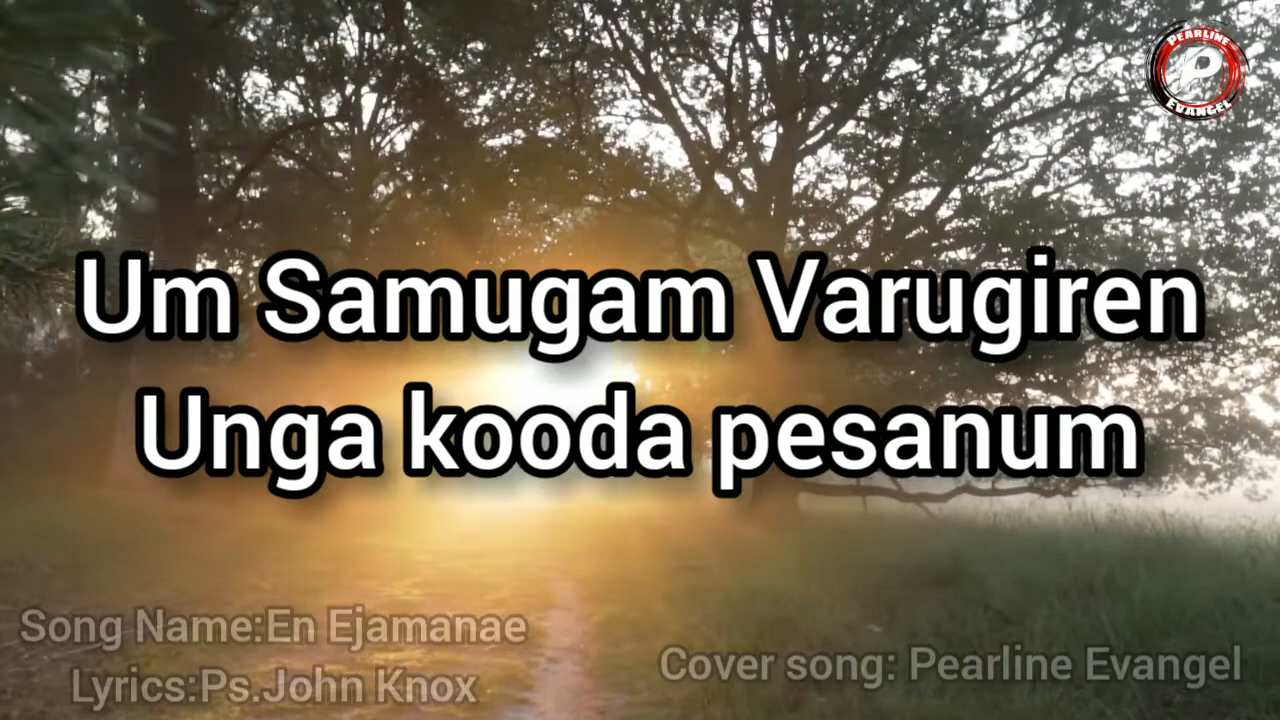 PEARLINE
P
EVANGEL
Um Samugam Varugiren
Unga kooda pesanum
Song Name:En Ejamanae
Lyrics:Ps.John Knox
Cover song: Pearline Evangel